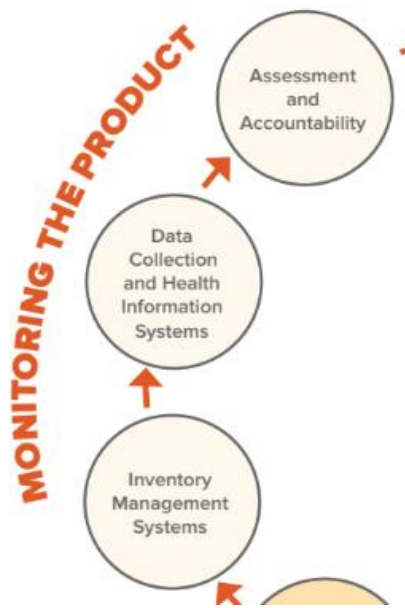 MONITORING THE PRODUCT
Assessment
and
Accountability
Data
Collection
and Health
Information
Systems
Inventory
Management
Systems